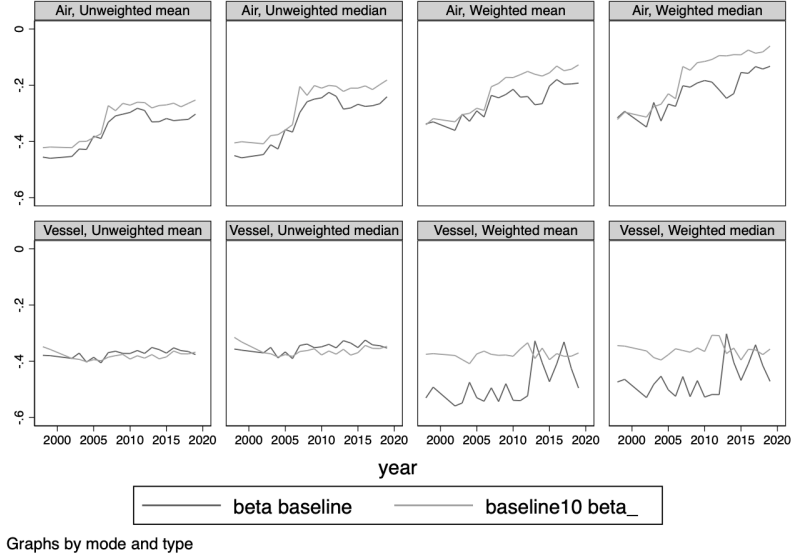 Air, Unweighted mean
Air, Unweighted median
Air, Weighted mean
Air, Weighted median
0
-.2
-.4
-.6
Vessel, Unweighted mean
Vessel, Unweighted median
Vessel, Weighted mean
Vessel, Weighted median
0
-.2
-.4
-.6
2000 2005 2010 2015 2020
2000 2005 2010 2015 2020
2000 2005 2010 2015 2020
2000 2005 2010 2015 2020
year
beta baseline
baseline10 beta_
Graphs by mode and type